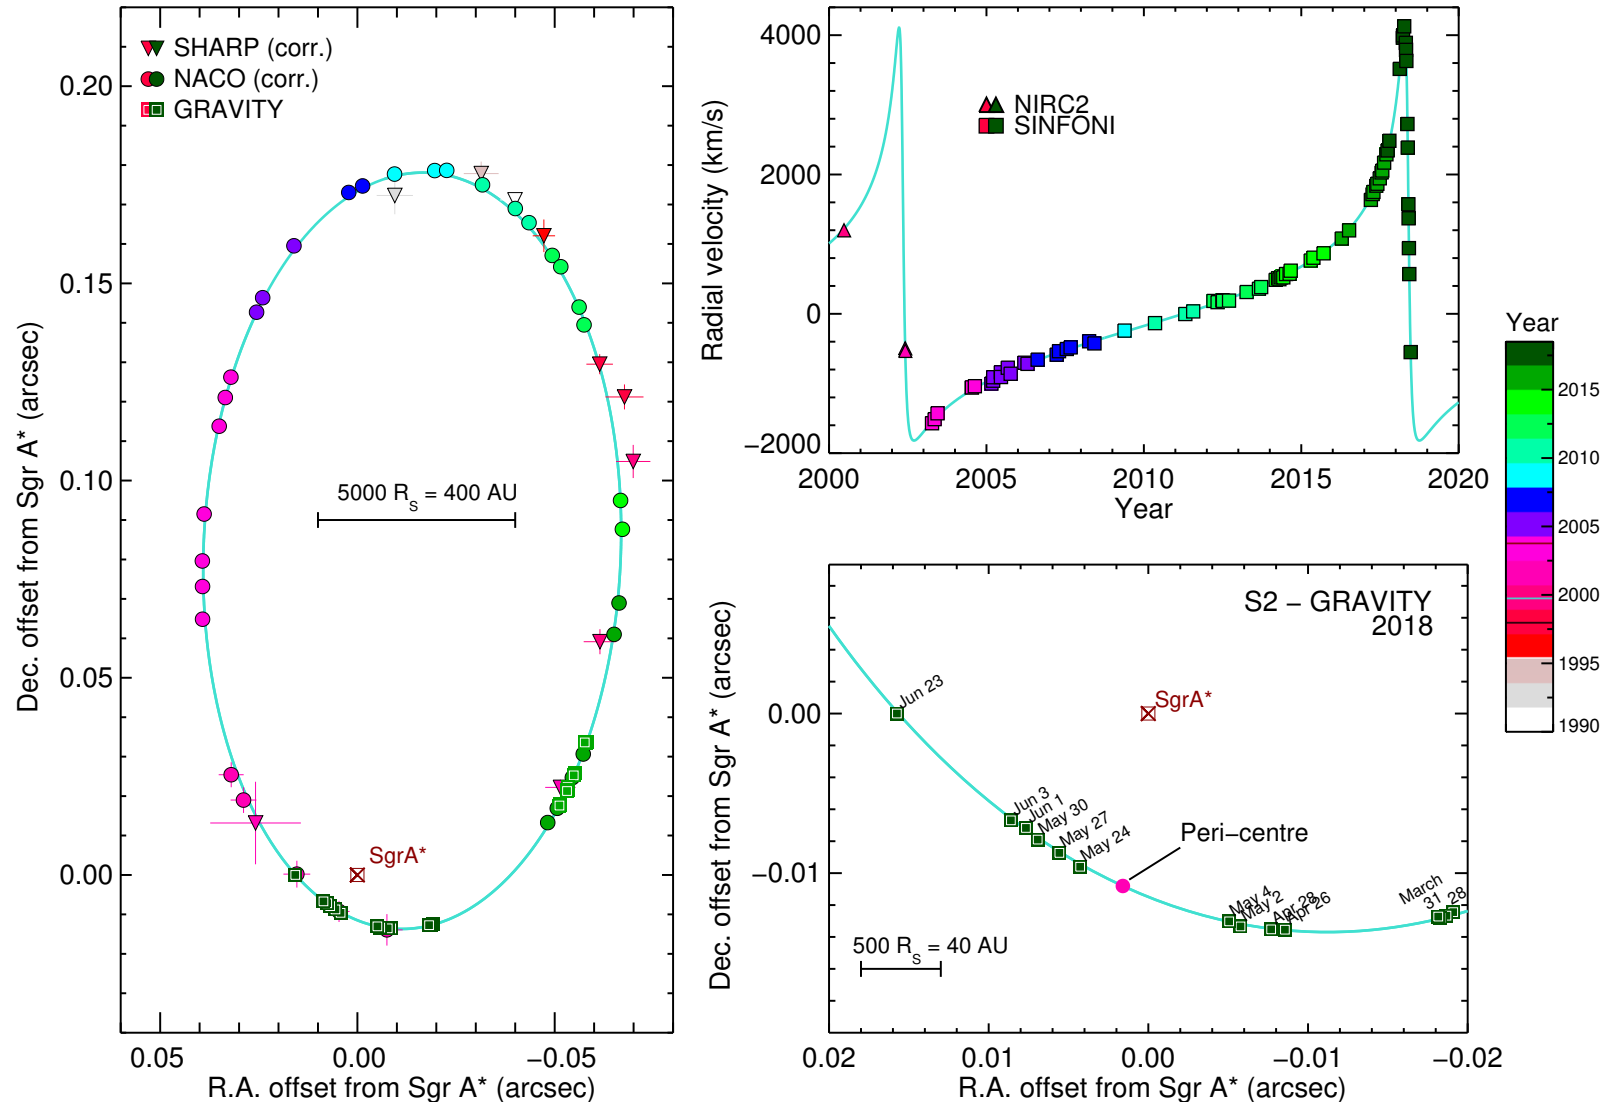 SHARP (corr.)
NACO (corr.)
GRAVITY
0.20
0.15
0.10
0.05
0.00
Dec. offset from Sgr A* (arcsec)
5000 R_S = 400 AU
SgrA*
0.05
0.00
−0.05
R.A. offset from Sgr A* (arcsec)
4000
2000
0
−2000
Radial velocity (km/s)
NIRC2
SINFONI
2000
2005
2010
2015
2020
Year
0.00
−0.01
Dec. offset from Sgr A* (arcsec)
S2 − GRAVITY
2018
SgrA*
Jun 23
Jun 3
Jun 1
May 30
May 27
May 24
Peri−centre
May 4
May 2
Apr 28
Apr 26
March
31
28
500 R_S = 40 AU
0.02
0.01
0.00
−0.01
−0.02
R.A. offset from Sgr A* (arcsec)
Year
2015
2010
2005
2000
1995
1990